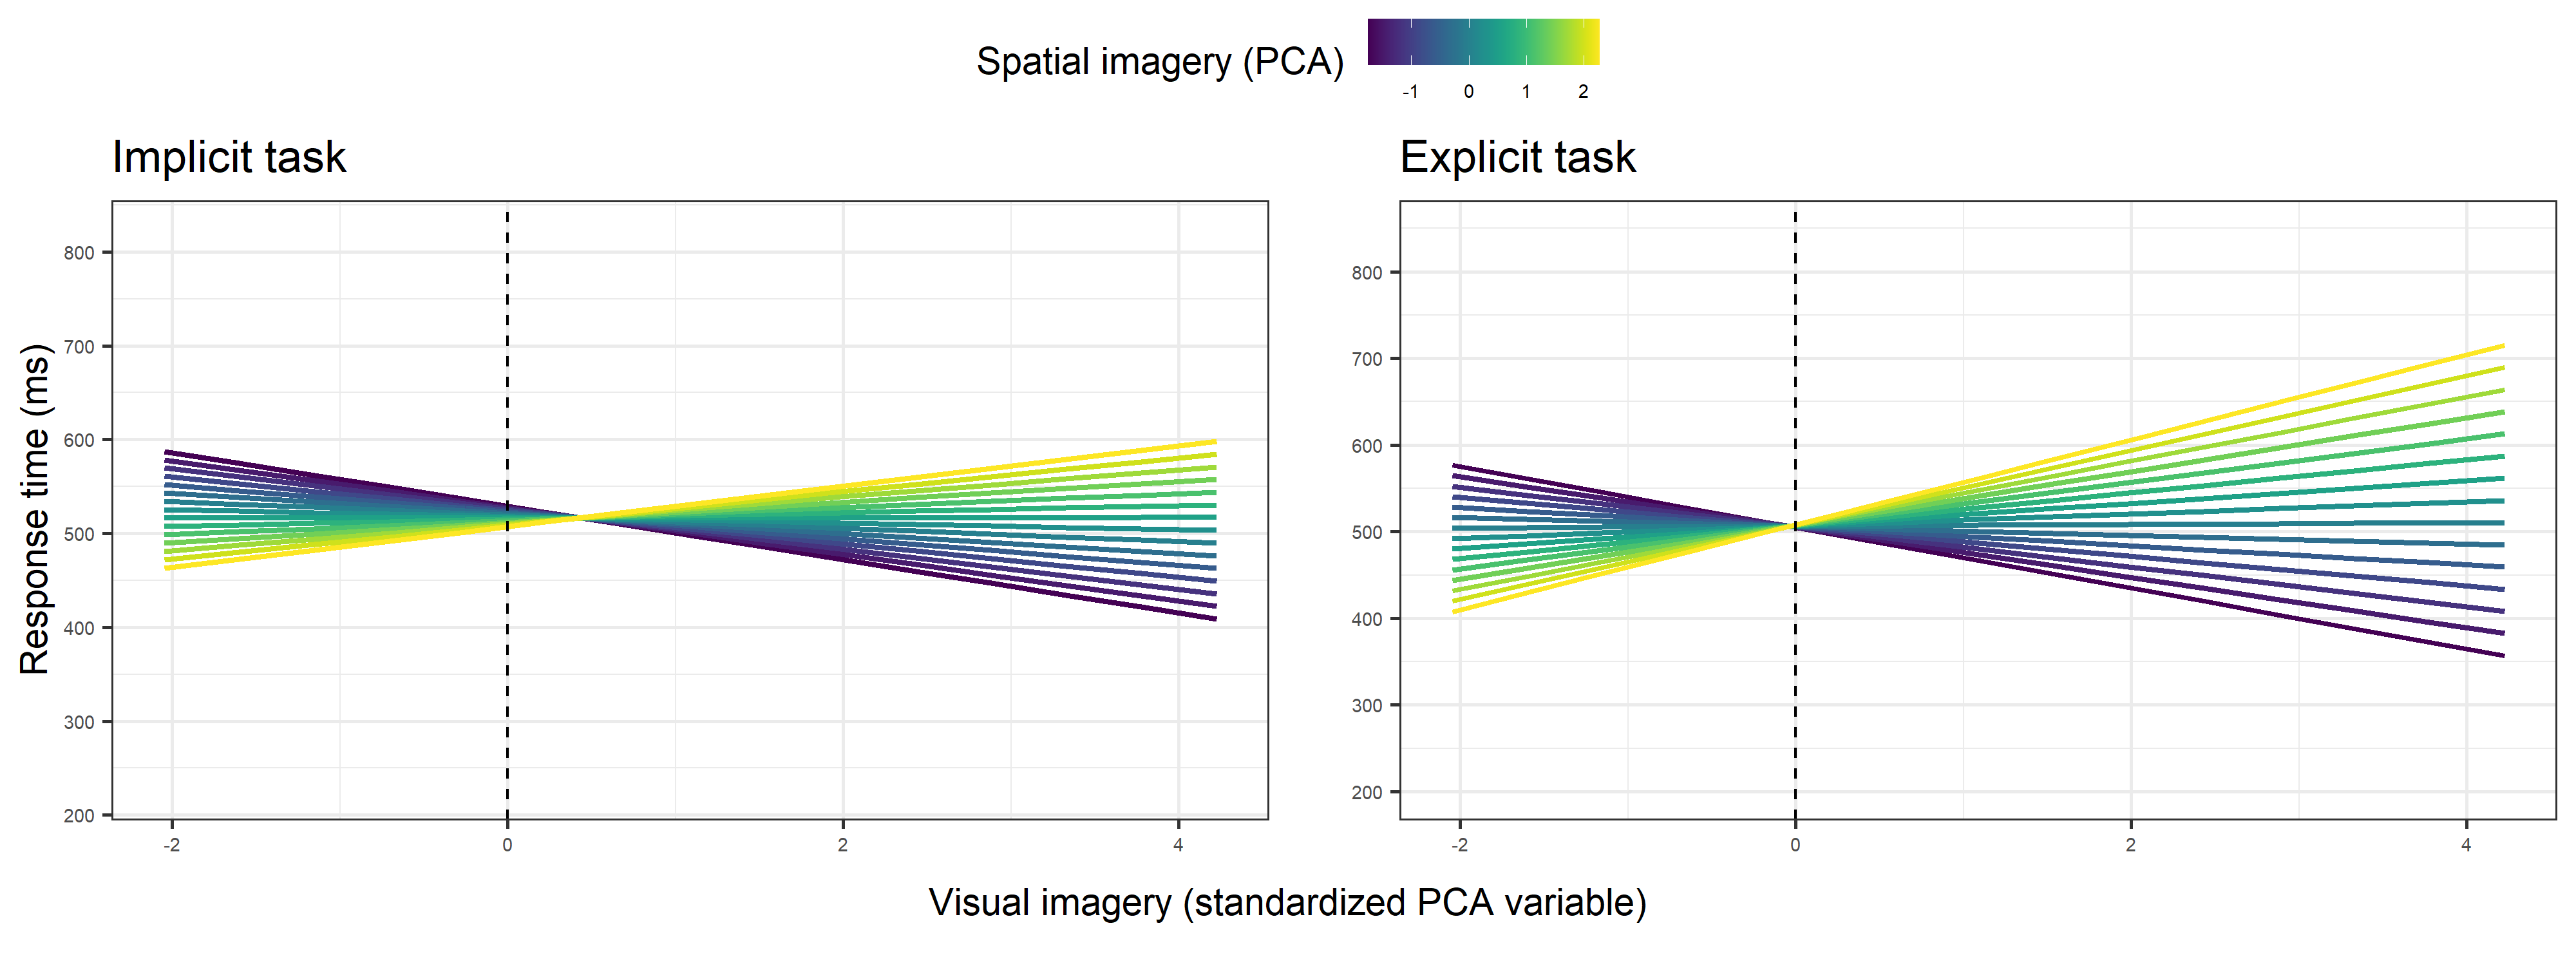 Spatial imagery (PCA)
-1 0 1 2
Implicit task
Explicit task
Response time (ms)
800
700
600
500
400
300
200
-2 0 2 4
800
700
600
500
400
300
200
-2 0 2 4
Visual imagery (standardized PCA variable)